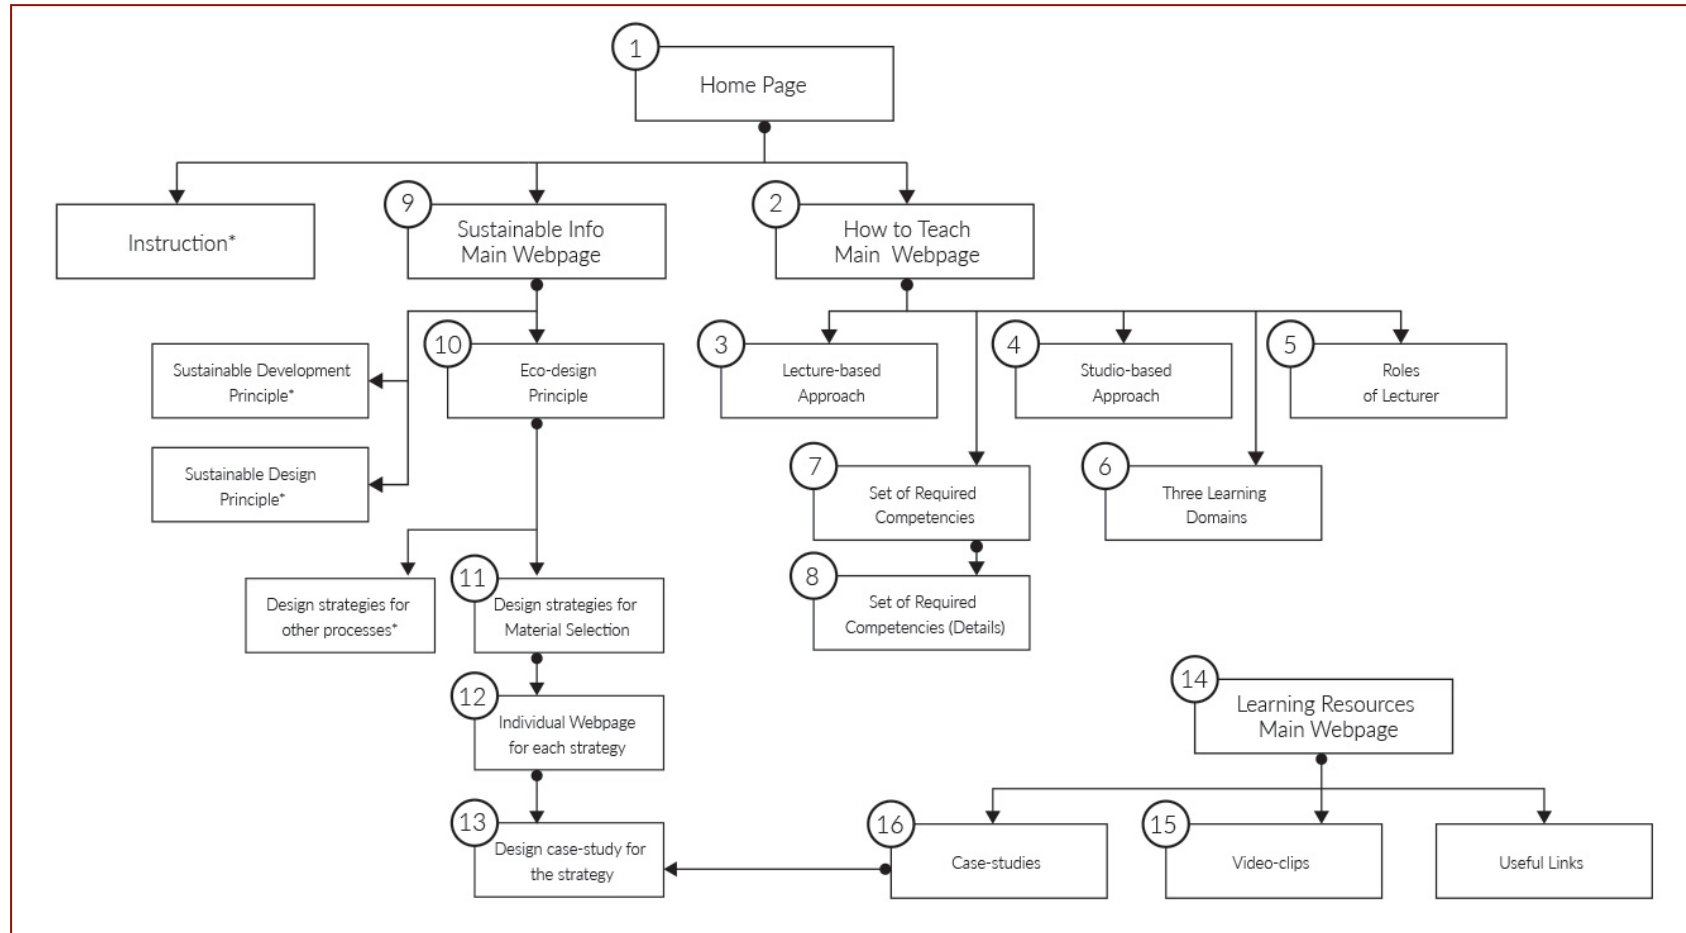 1
Home Page
Instruction*
9
Sustainable Info
Main Webpage
2
How to Teach
Main Webpage
Sustainable Development
Principle*
10
Eco-design
Principle
3
Lecture-based
Approach
4
Studio-based
Approach
5
Roles
of Lecturer
Sustainable Design
Principle*
7
Set of Required
Competencies
6
Three Learning
Domains
Design strategies for
other processes*
11
Design strategies for
Material Selection
8
Set of Required
Competencies (Details)
12
Individual Webpage
for each strategy
14
Learning Resources
Main Webpage
13
Design case-study for
the strategy
16
Case-studies
15
Video-clips
Useful Links